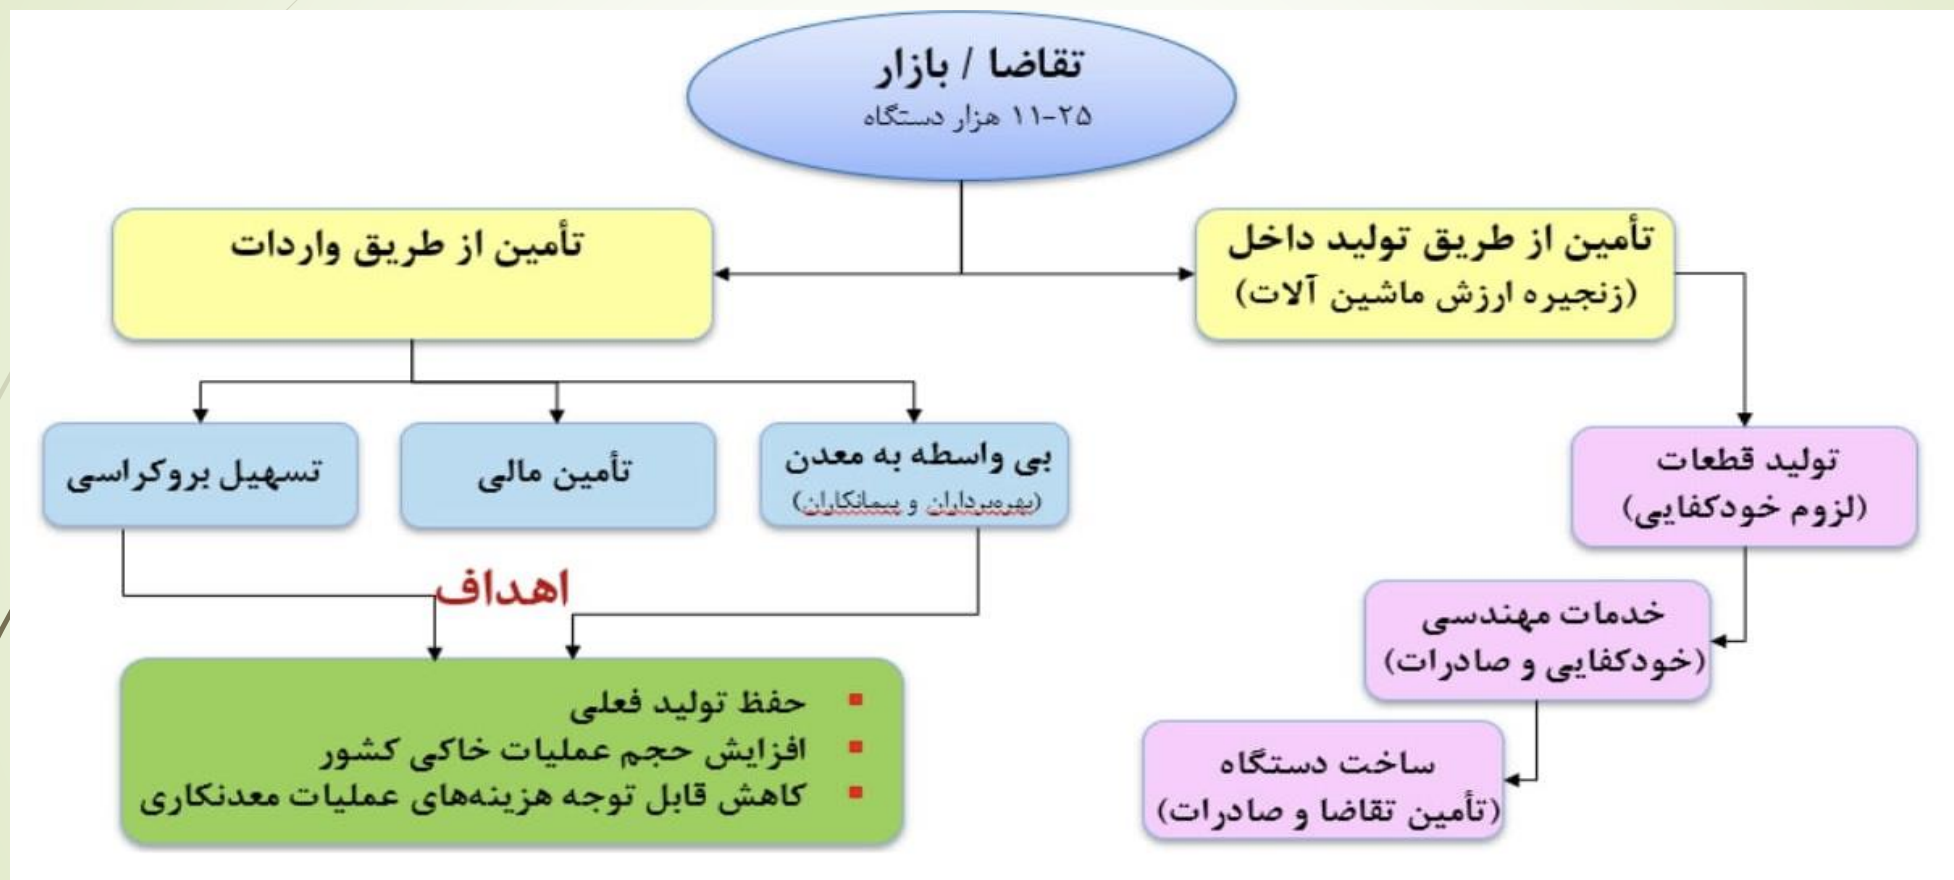 تقاضا / بازار
۱۱-۲۵ هزار دستگاه
تأمین از طریق تولید داخل
(زنجیره ارزش ماشین آلات)
تأمین از طریق واردات
تولید قطعات
(لزوم خودکفایی)
خدمات مهندسی
(خودکفایی و صادرات)
ساخت دستگاه
(تأمین تقاضا و صادرات)
بی واسطه به معدن
(بهره‌برداران و پیمانکاران)
تأمین مالی
تسهیل بروکراسی
اهداف
حفظ تولید فعلی
افزایش حجم عملیات خاکی کشور
کاهش قابل توجه هزینه‌های عملیات معدنکاری